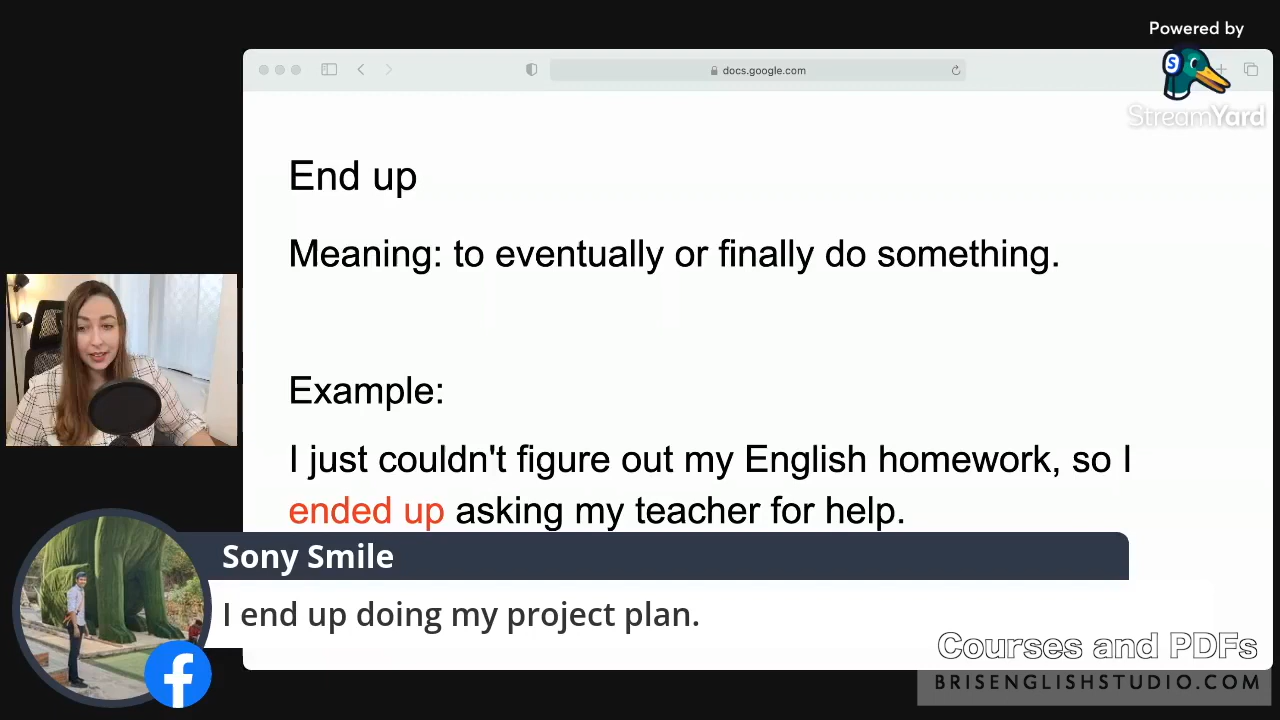 Powered by
StreamYard
docs.google.com
End up
Meaning: to eventually or finally do something.
Example:
I just couldn't figure out my English homework, so I
ended up asking my teacher for help.
Sony Smile
I end up doing my project plan.
Courses and PDFs
BRISENGLISHSTUDIO.COM